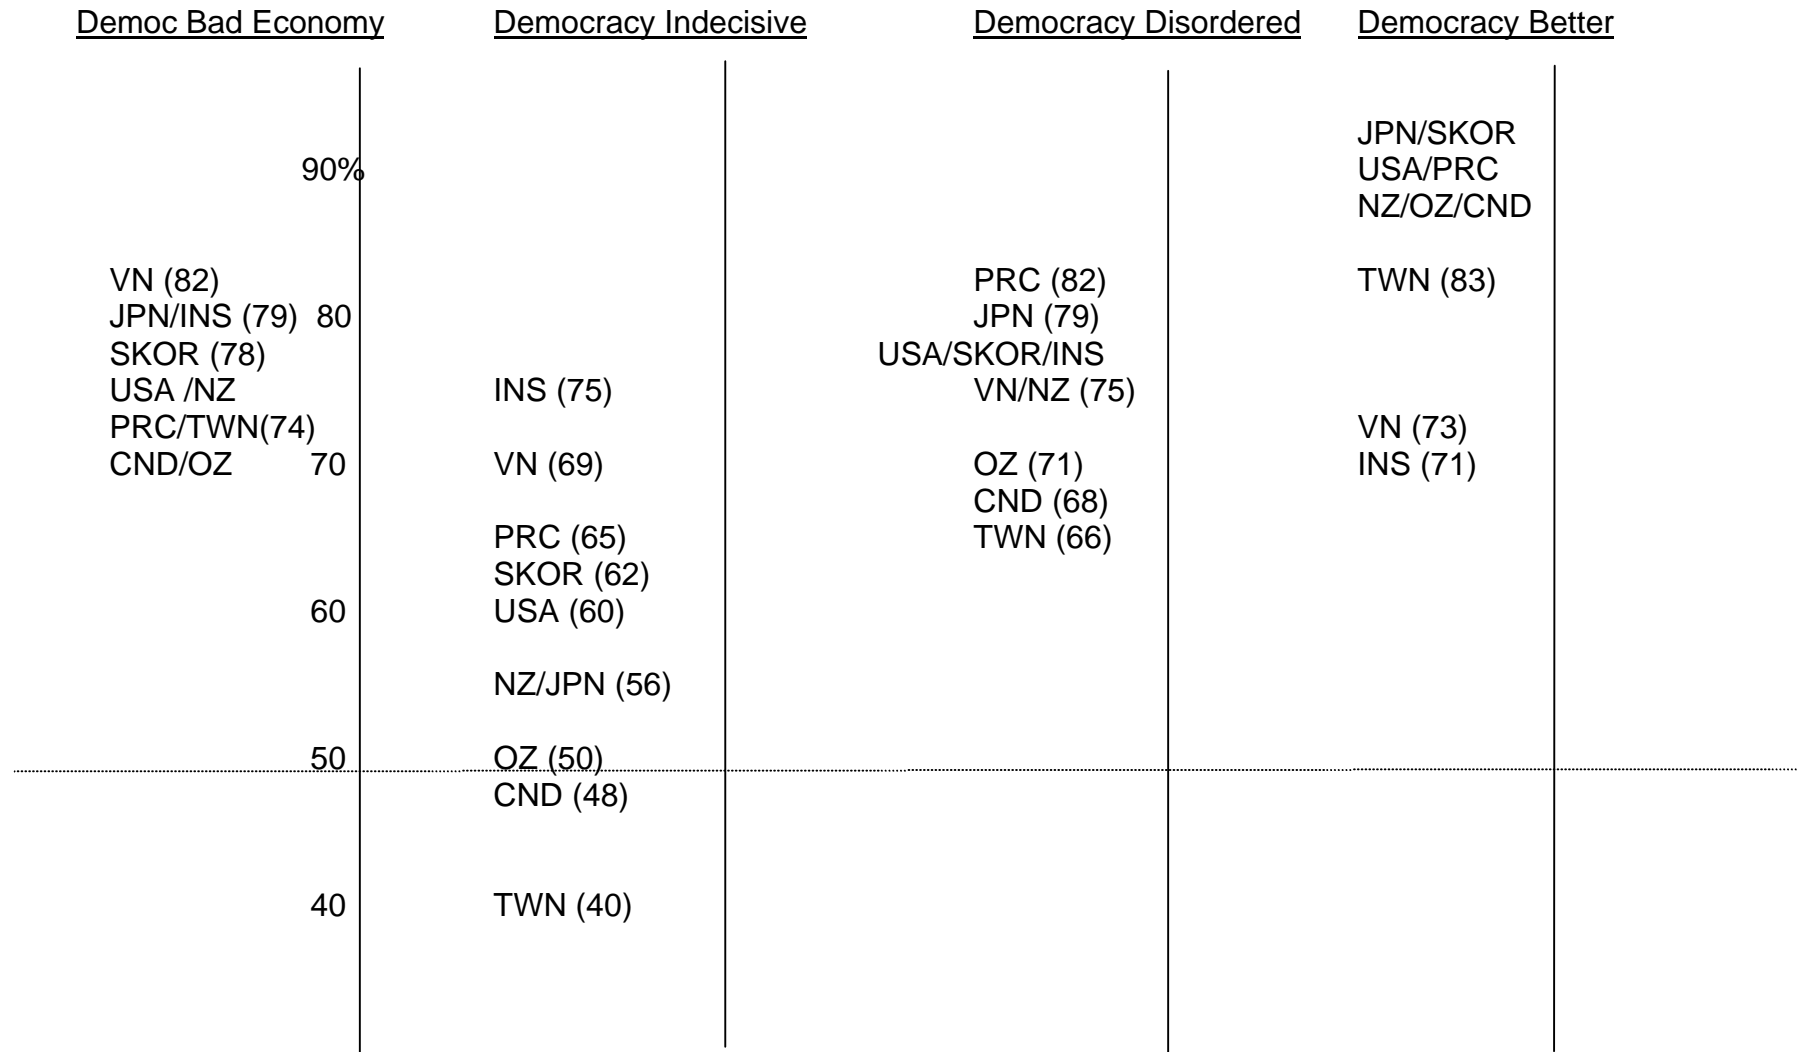 Democ Bad Economy Democracy Indecisive Democracy Disordered Democracy Better
JPN/SKOR
90% USA/PRC
NZ/OZ/CND
VN (82) PRC (82) TWN (83)
JPN/INS (79) 80 JPN (79)
SKOR (78) USA/SKOR/INS
USA /NZ INS (75) VN/NZ (75)
PRC/TWN(74) VN (73)
CND/OZ 70 VN (69) OZ (71) INS (71)
CND (68)
PRC (65) TWN (66)
SKOR (62)
60 USA (60)
NZ/JPN (56)
50 OZ (50)
CND (48)
40 TWN (40)